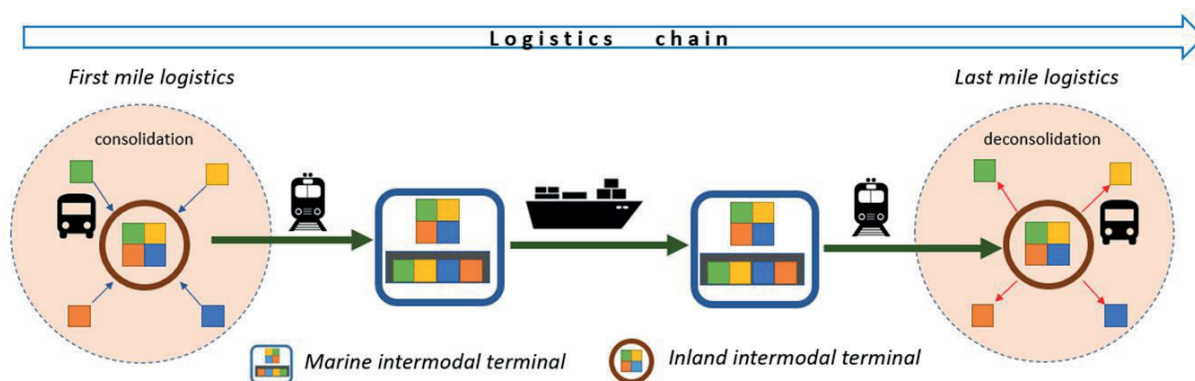 Logistics chain
First mile logistics
Last mile logistics
consolidation
deconsolidation
Marine intermodal terminal
Inland intermodal terminal